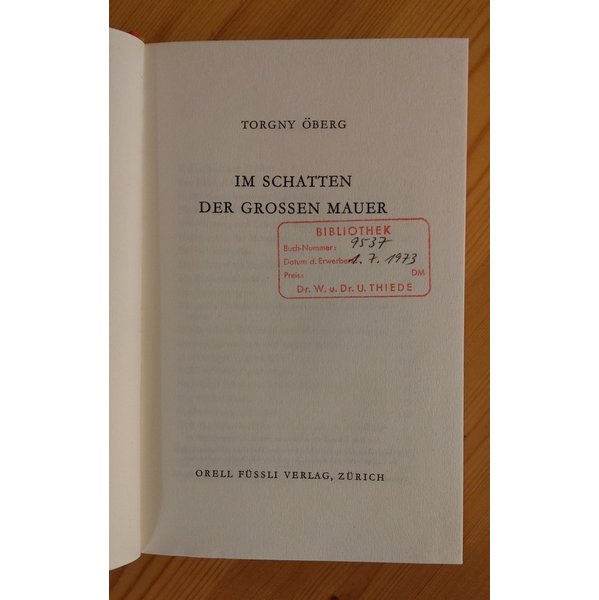 TORGNY ÖBERG
IM SCHATTEN
DER GROSSEN MAUER
BIBLIOTHEK
Buch-Nummer: 9537
Datum d. Erwerbes 1. 7. 1973
Preis: DM
Dr. W. u. Dr. U. THIEDE
ORELL FÜSSLI VERLAG, ZÜRICH